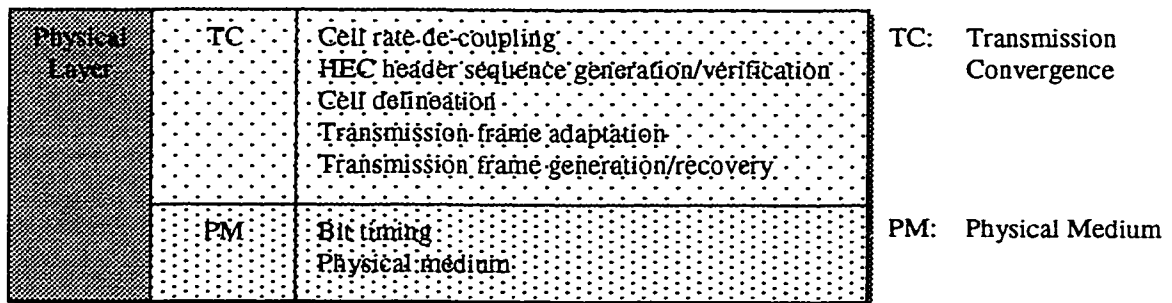 Physical
Layer
TC
Cell rate de-coupling
HEC header sequence generation/verification
Cell delineation
Transmission frame adaptation
Transmission frame generation/recovery
PM
Bit timing
Physical medium
TC: Transmission
Convergence
PM: Physical Medium